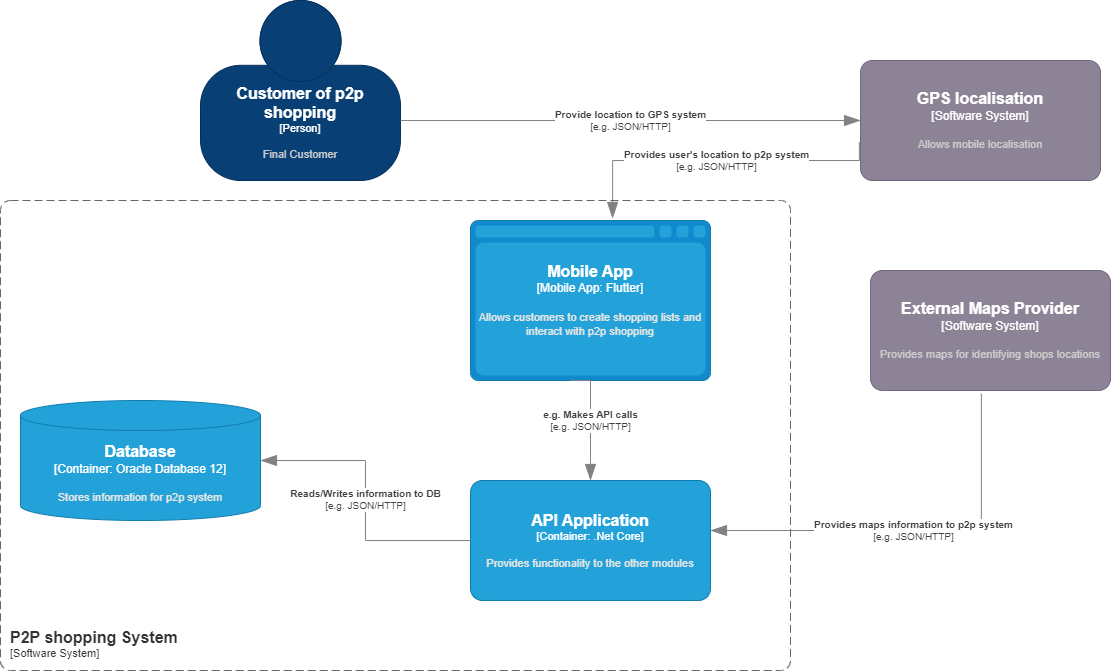 Customer of p2p
shopping
[Person]
Final Customer
Provide location to GPS system
[e.g. JSON/HTTP]
GPS localisation
[Software System]
Allows mobile localisation
Provides user's location to p2p system
[e.g. JSON/HTTP]
Mobile App
[Mobile App: Flutter]
Allows customers to create shopping lists and
interact with p2p shopping
External Maps Provider
[Software System]
Provides maps for identifying shops locations
e.g. Makes API calls
[e.g. JSON/HTTP]
Database
[Container: Oracle Database 12]
Stores information for p2p system
Reads/Writes information to DB
[e.g. JSON/HTTP]
API Application
[Container: .Net Core]
Provides functionality to the other modules
Provides maps information to p2p system
[e.g. JSON/HTTP]
P2P shopping System
[Software System]